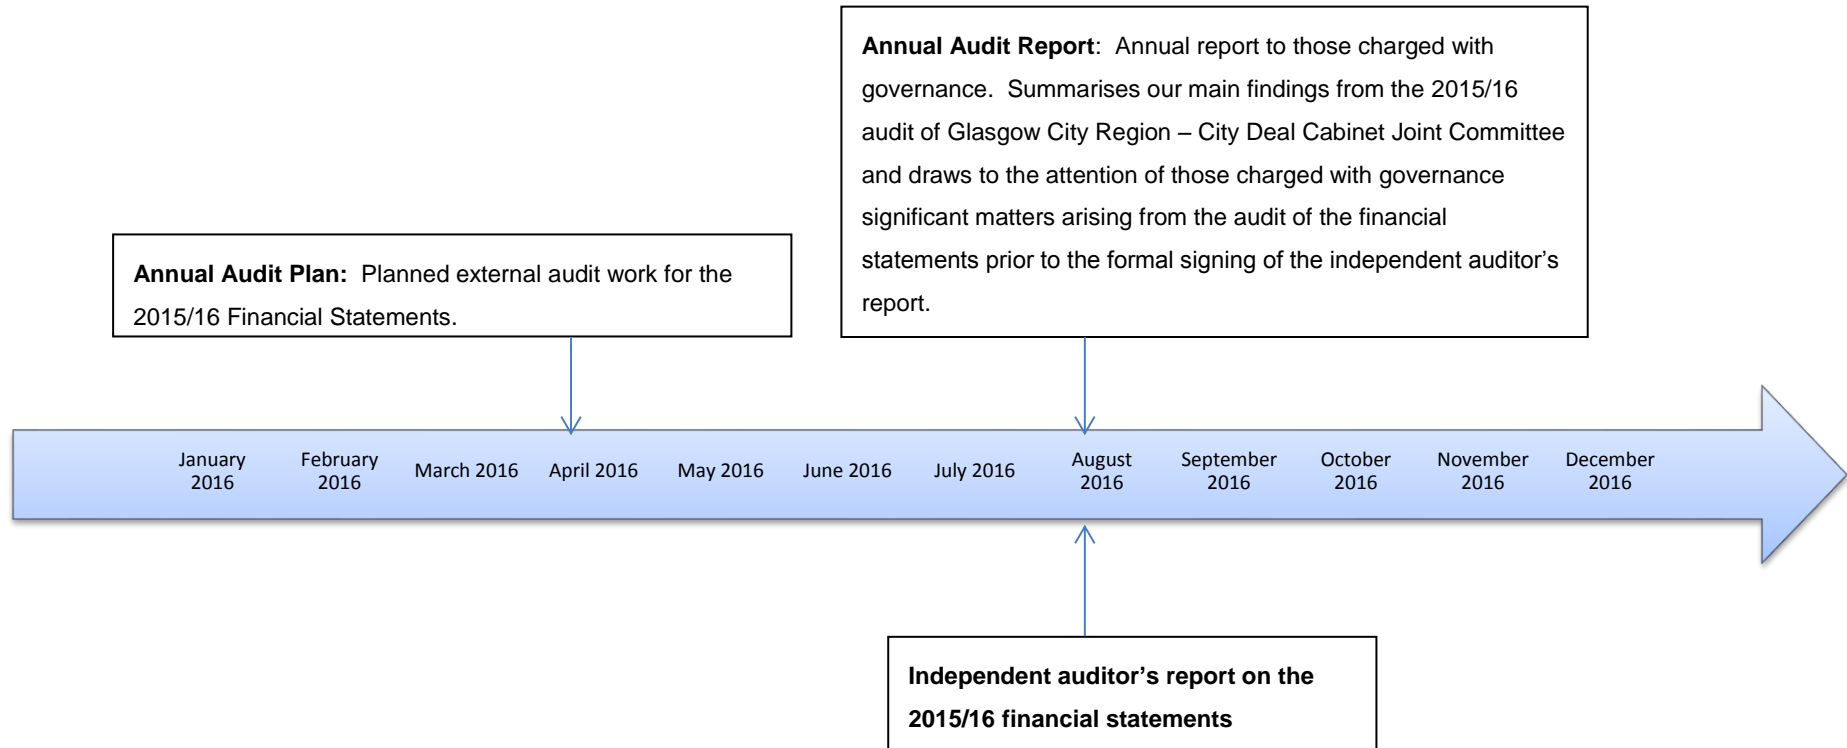 Annual Audit Report:  Annual report to those charged with
governance.  Summarises our main findings from the 2015/16
audit of Glasgow City Region – City Deal Cabinet Joint Committee
and draws to the attention of those charged with governance
significant matters arising from the audit of the financial
statements prior to the formal signing of the independent auditor’s
report.
Annual Audit Plan:  Planned external audit work for the
2015/16 Financial Statements.
January
2016
February
2016
March 2016
April 2016
May 2016
June 2016
July 2016
August
2016
September
2016
October
2016
November
2016
December
2016
Independent auditor’s report on the
2015/16 financial statements